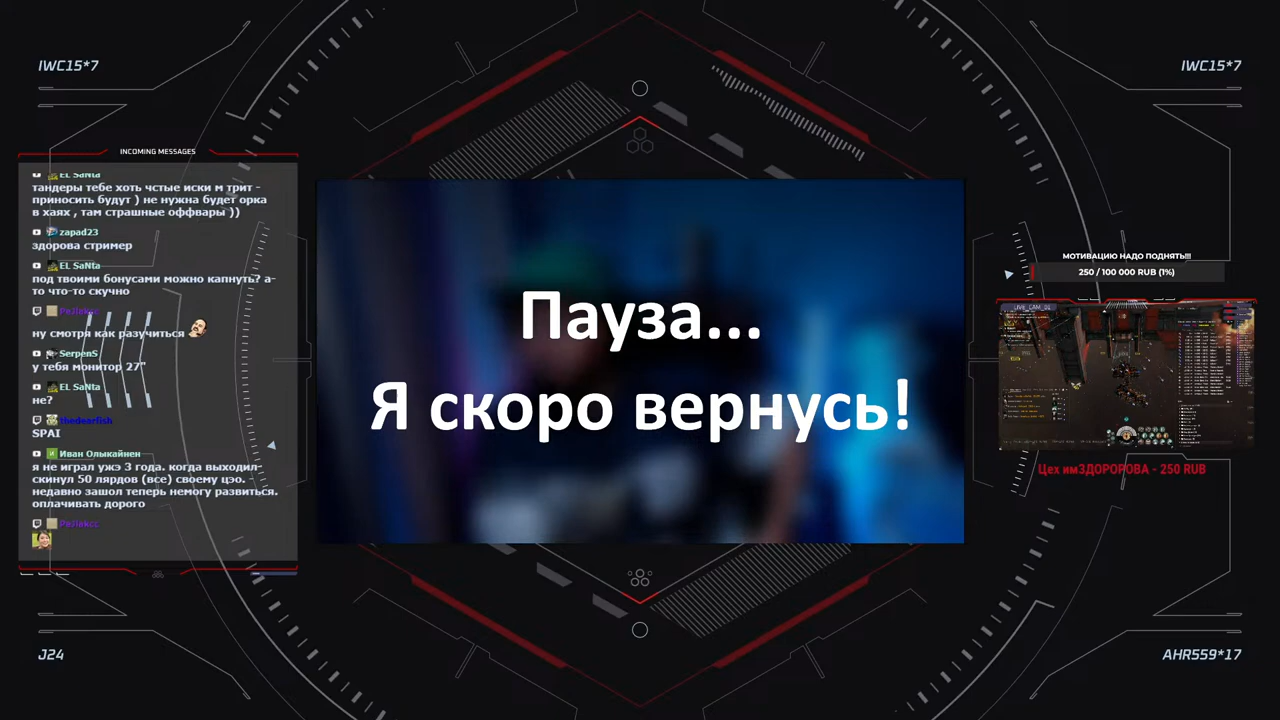 IWC15*7
IWC15*7
INCOMING MESSAGES
EL SaNta
тандеры тебе хоть чстые иски м трит -
приносить будут ) не нужна будет орка
в хаях , там страшные оффвары ))
zapad23
здорова стример
EL SaNta
под твоими бонусами можно капнуть? а-
то что-то скучно
РеЛаксс
ну смотря как разучиться
SerpenS
у тебя монитор 27"
EL SaNta
не?
thedearfish
SPAI
Иван Олыкайнен
я не играл ужэ 3 года. когда выходил-
скинул 50 лярдов (все) своему цэо. -
недавно зашол теперь немогу развиться.
оплачивать дорого
РеЛаксс
Пауза...
Я скоро вернусь!
МОТИВАЦИЮ НАДО ПОДНЯТЬ!!!
250 / 100 000 RUB (1%)
Цех имЗДОРОРОВА - 250 RUB
J24
AHR559*17